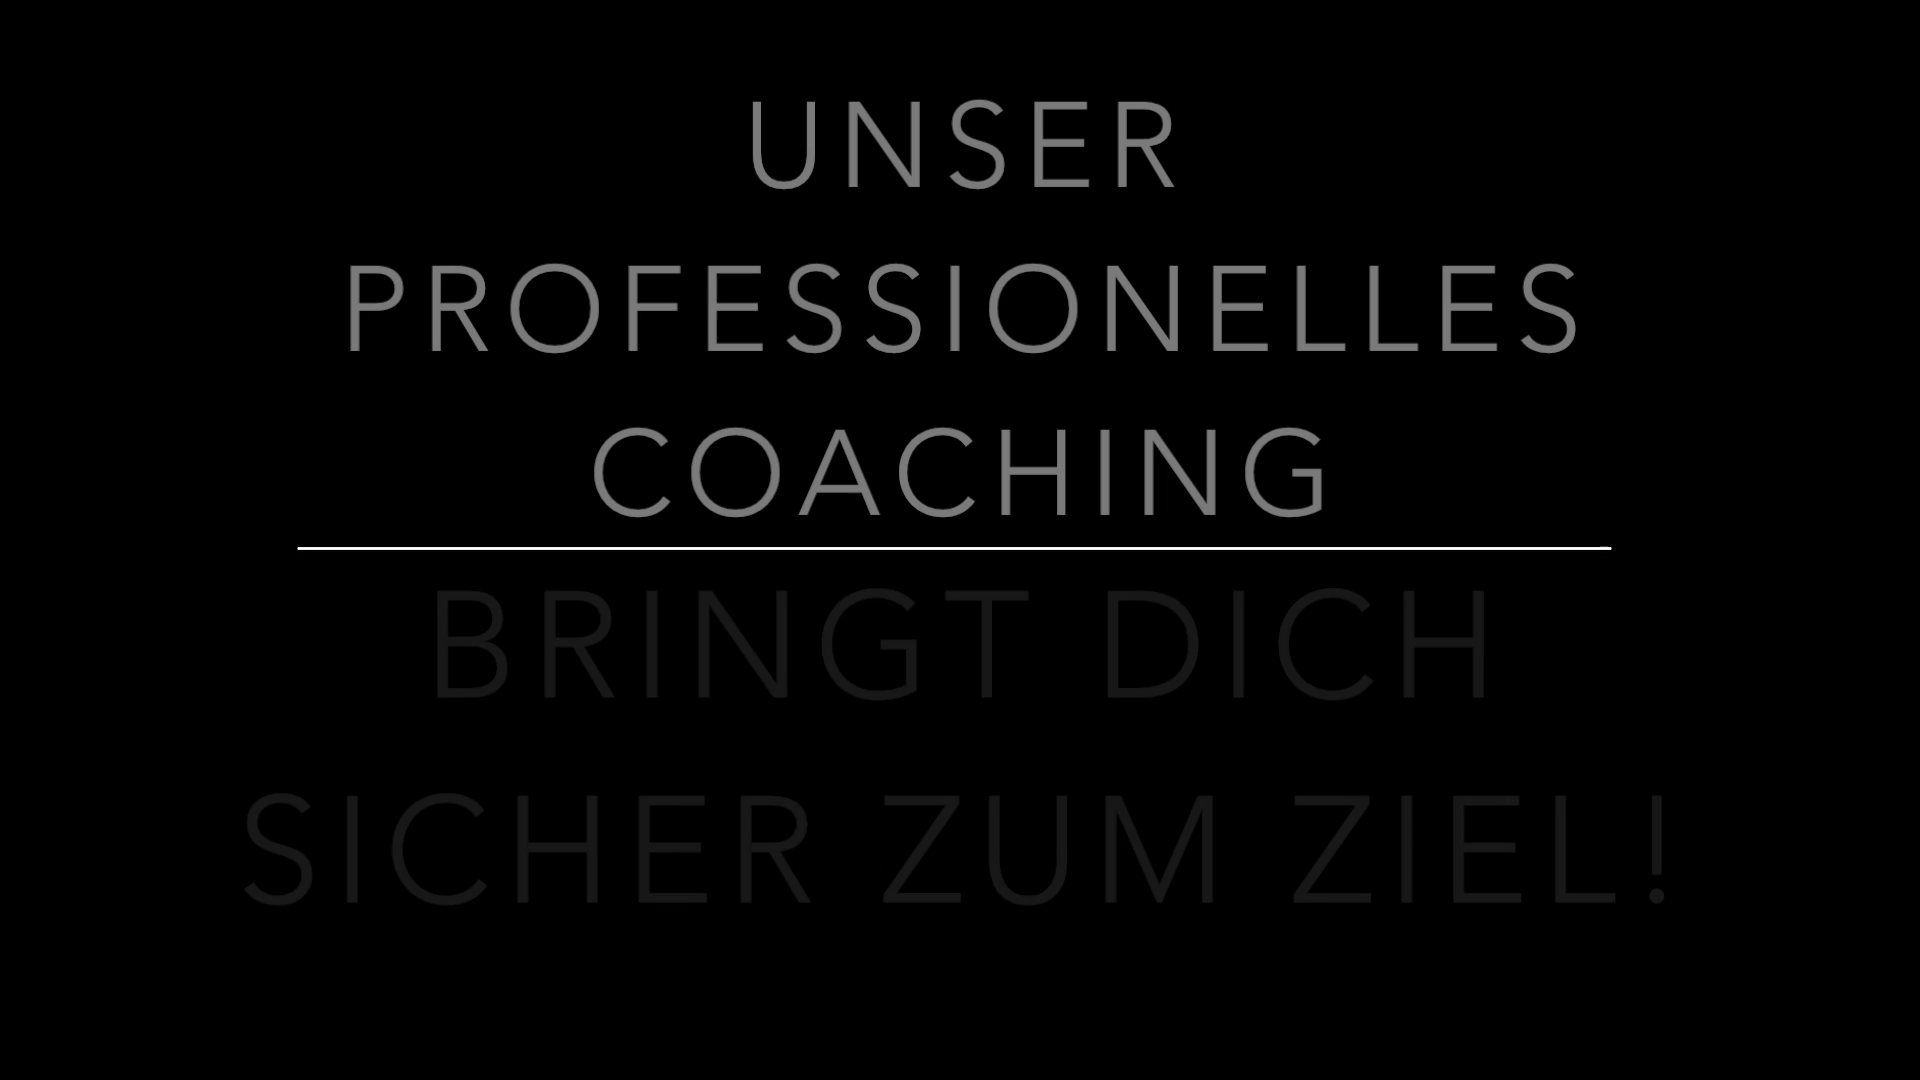 UNSER
PROFESSIONELLES
COACHING
BRINGT DICH
SICHER ZUM ZIEL!